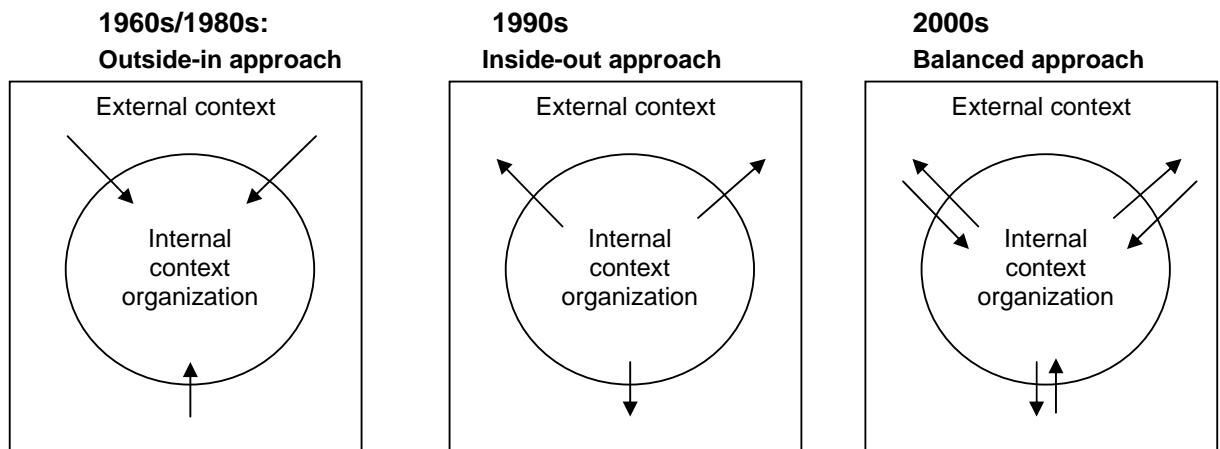 1960s/1980s:
Outside-in approach
External context
Internal
context
organization
1990s
Inside-out approach
External context
Internal
context
organization
2000s
Balanced approach
External context
Internal
context
organization